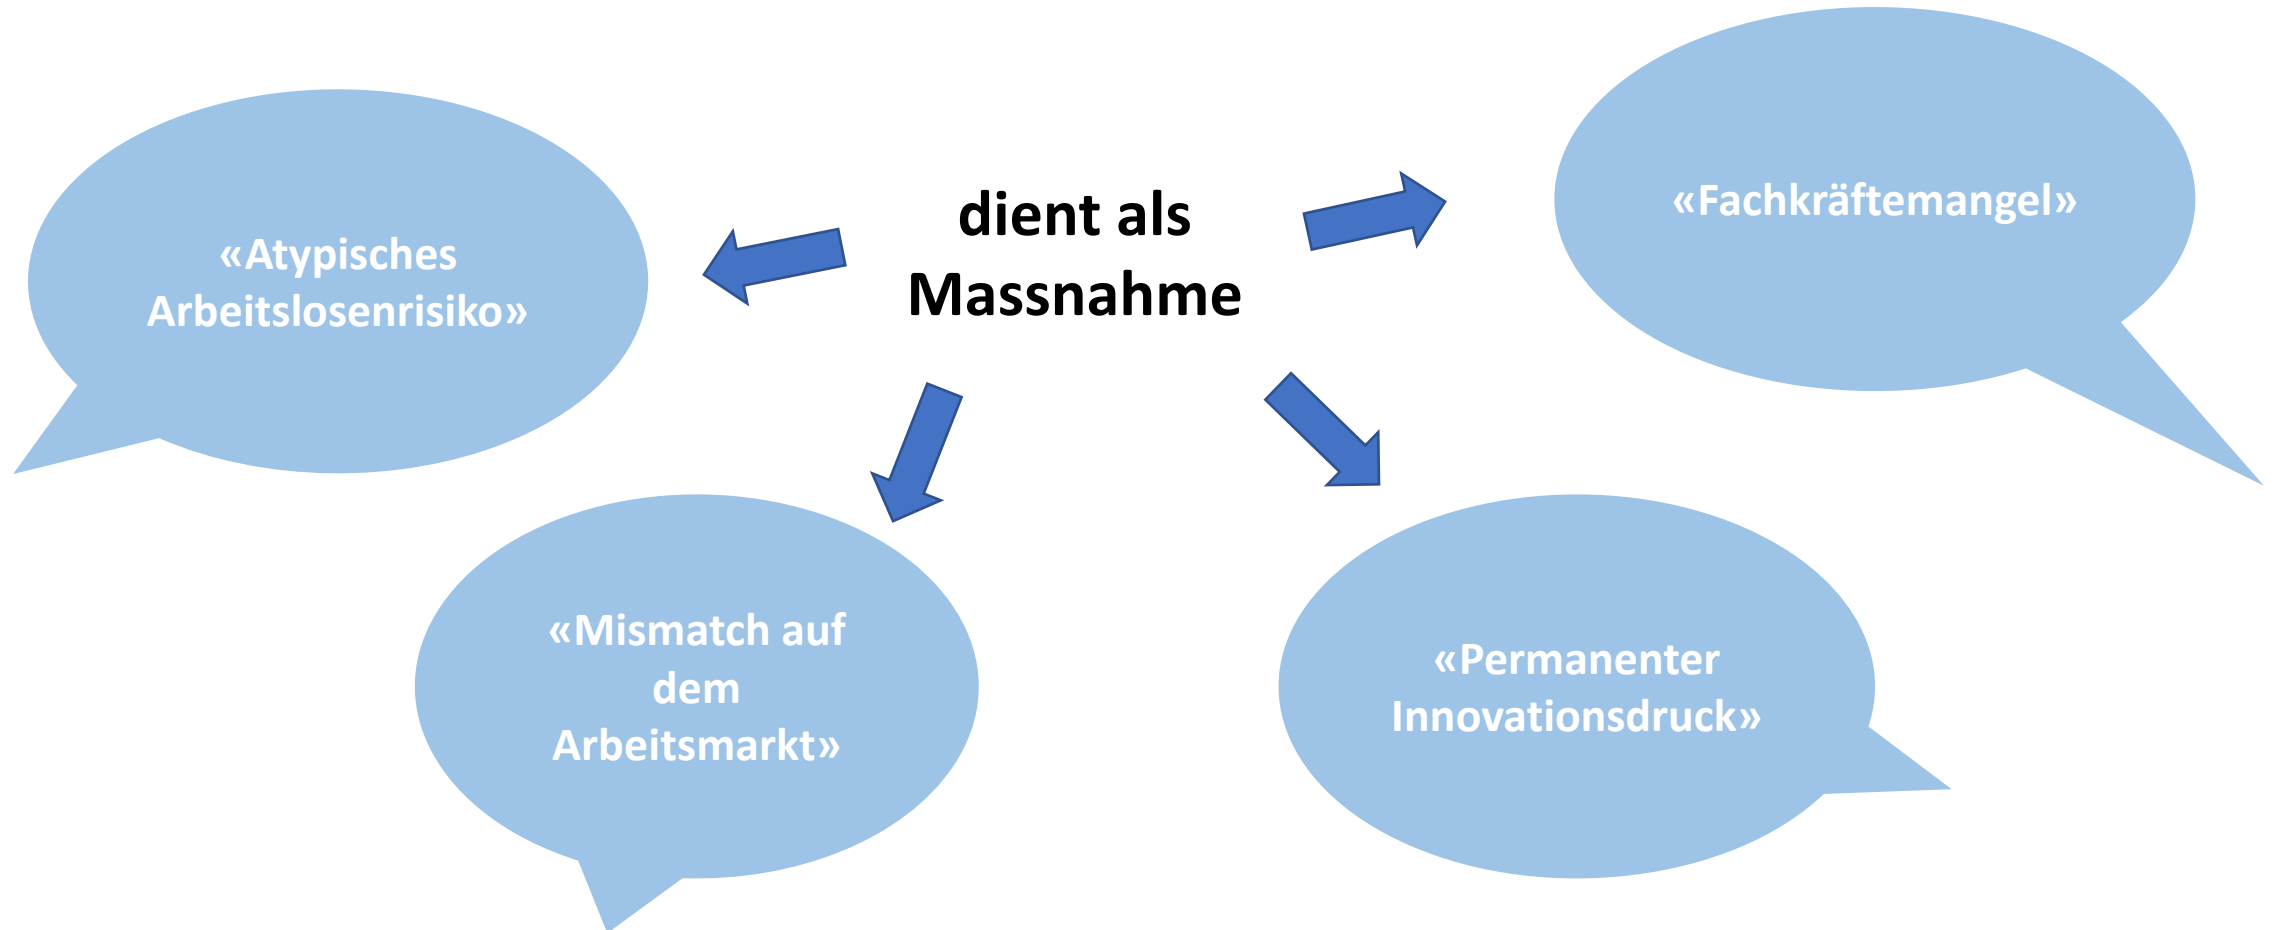 «Atypisches
Arbeitslosenrisiko»
dient als
Massnahme
«Fachkräftemangel»
«Mismatch auf
dem
Arbeitsmarkt»
«Permanenter
Innovationsdruck»